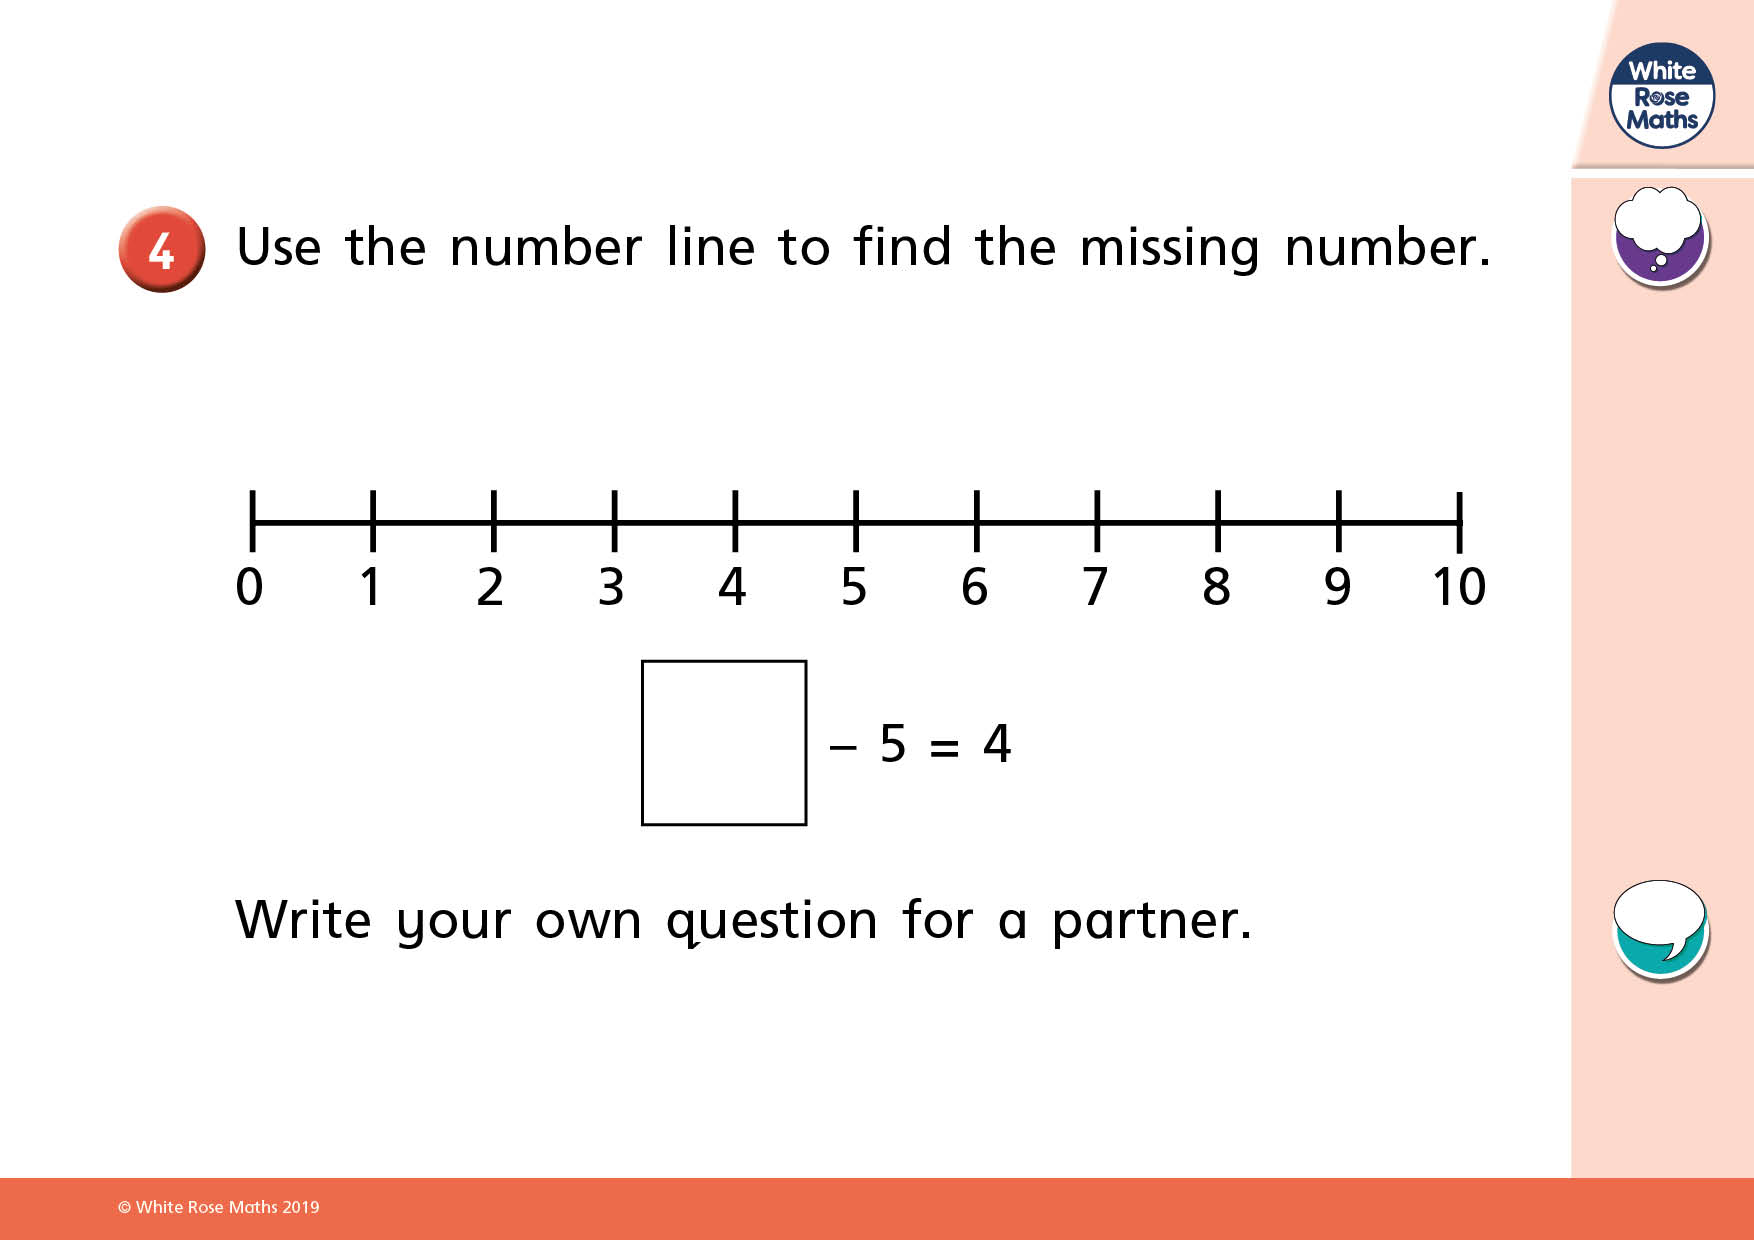 White
Rose
Maths
4 Use the number line to find the missing number.
0 1 2 3 4 5 6 7 8 9 10
– 5 = 4
Write your own question for a partner.
© White Rose Maths 2019